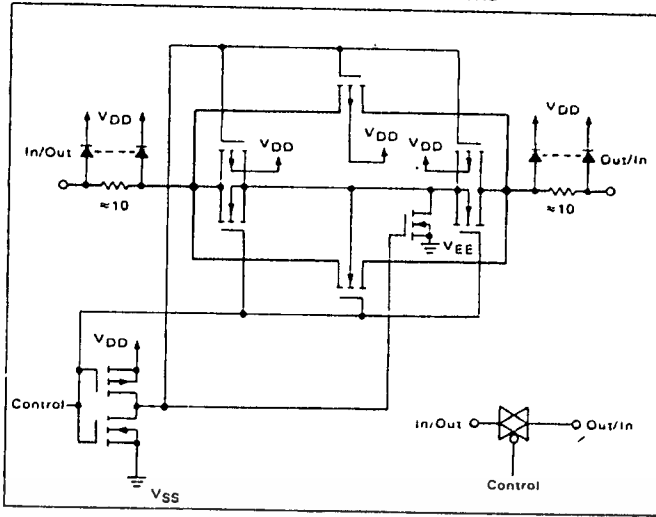 VDD
VDD
In/Out
VDD
VDD
VDD
Out/In
≈10
≈10
VEE
VDD
Control
VSS
In/Out
Out/In
Control